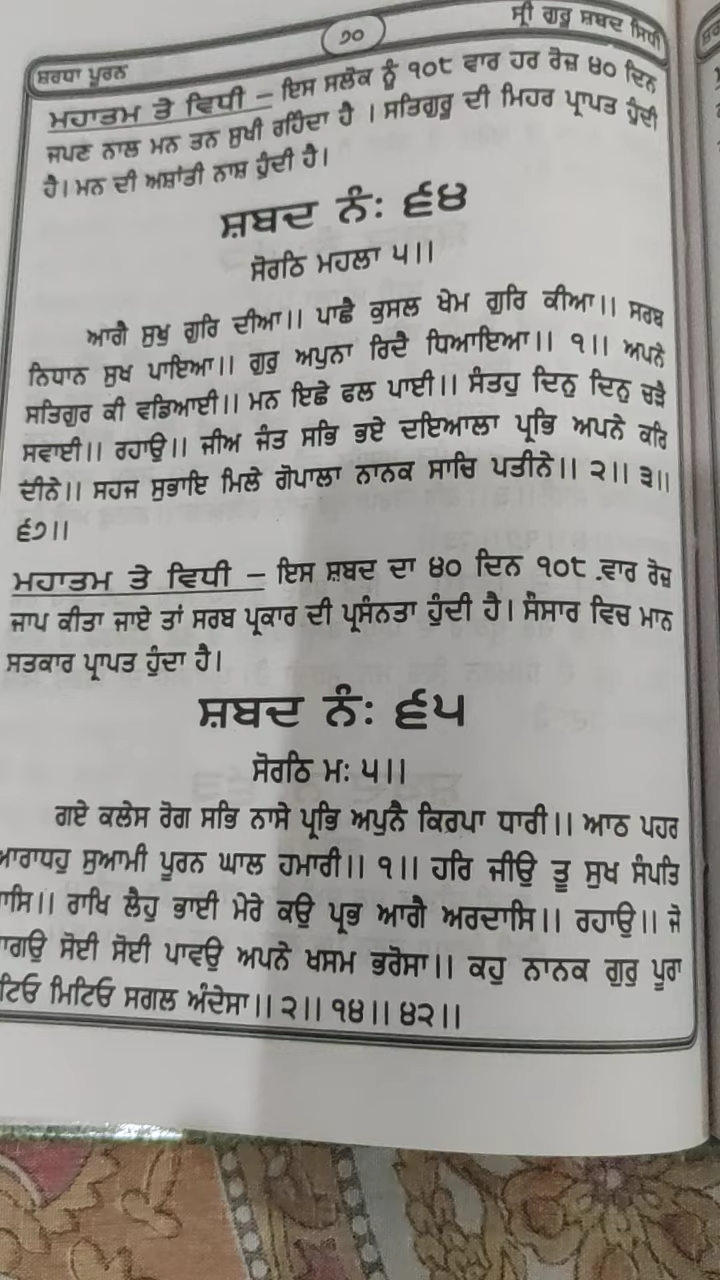 ਸ਼ਰਧਾ ਪੂਰਨ
੭੦
ਸ੍ਰੀ ਗੁਰੂ ਸ਼ਬਦ ਸਿਧੀ
ਮਹਾਤਮ ਤੇ ਵਿਧੀ – ਇਸ ਸਲੋਕ ਨੂੰ ੧੦੮ ਵਾਰ ਹਰ ਰੋਜ਼ ੪੦ ਦਿਨ
ਜਪਣ ਨਾਲ ਮਨ ਤਨ ਸੁਖੀ ਰਹਿੰਦਾ ਹੈ । ਸਤਿਗੁਰੂ ਦੀ ਮਿਹਰ ਪ੍ਰਾਪਤ ਹੁੰਦੀ
ਹੈ। ਮਨ ਦੀ ਅਸ਼ਾਂਤੀ ਨਾਸ਼ ਹੁੰਦੀ ਹੈ।
ਸ਼ਬਦ ਨੰ: ੬੪
ਸੋਰਠਿ ਮਹਲਾ ੫।।
ਆਗੈ ਸੁਖੁ ਗੁਰਿ ਦੀਆ।। ਪਾਛੈ ਕੁਸਲ ਖੇਮ ਗੁਰਿ ਕੀਆ।। ਸਰਬ
ਨਿਧਾਨ ਸੁਖ ਪਾਇਆ।। ਗੁਰੁ ਅਪੁਨਾ ਰਿਦੈ ਧਿਆਇਆ।। ੧।। ਅਪਨੇ
ਸਤਿਗੁਰ ਕੀ ਵਡਿਆਈ।। ਮਨ ਇਛੇ ਫਲ ਪਾਈ।। ਸੰਤਹੁ ਦਿਨੁ ਦਿਨੁ ਚੜੈ
ਸਵਾਈ।। ਰਹਾਉ।। ਜੀਅ ਜੰਤ ਸਭਿ ਭਏ ਦਇਆਲਾ ਪ੍ਰਭਿ ਅਪਨੇ ਕਰਿ
ਦੀਨੇ।। ਸਹਜ ਸੁਭਾਇ ਮਿਲੇ ਗੋਪਾਲਾ ਨਾਨਕ ਸਾਚਿ ਪਤੀਨੇ।। ੨।। ੩।।
੬੭।।
ਮਹਾਤਮ ਤੇ ਵਿਧੀ – ਇਸ ਸ਼ਬਦ ਦਾ ੪੦ ਦਿਨ ੧੦੮ ਵਾਰ ਰੋਜ਼
ਜਾਪ ਕੀਤਾ ਜਾਏ ਤਾਂ ਸਰਬ ਪ੍ਰਕਾਰ ਦੀ ਪ੍ਰਸੰਨਤਾ ਹੁੰਦੀ ਹੈ। ਸੰਸਾਰ ਵਿਚ ਮਾਨ
ਸਤਕਾਰ ਪ੍ਰਾਪਤ ਹੁੰਦਾ ਹੈ।
ਸ਼ਬਦ ਨੰ: ੬੫
ਸੋਰਠਿ ਮ: ੫।।
ਗਏ ਕਲੇਸ ਰੋਗ ਸਭਿ ਨਾਸੇ ਪ੍ਰਭਿ ਅਪੁਨੈ ਕਿਰਪਾ ਧਾਰੀ।। ਆਠ ਪਹਰ
ਆਰਾਧਹੁ ਸੁਆਮੀ ਪੂਰਨ ਘਾਲ ਹਮਾਰੀ।। ੧।। ਹਰਿ ਜੀਉ ਤੂ ਸੁਖ ਸੰਪਤਿ
ਾਸਿ।। ਰਾਖਿ ਲੈਹੁ ਭਾਈ ਮੇਰੇ ਕਉ ਪ੍ਰਭ ਆਗੈ ਅਰਦਾਸਿ।। ਰਹਾਉ।। ਜੋ
ਾਗਉ ਸੋਈ ਸੋਈ ਪਾਵਉ ਅਪਨੇ ਖਸਮ ਭਰੋਸਾ।। ਕਹੁ ਨਾਨਕ ਗੁਰੁ ਪੂਰਾ
ਟਿਓ ਮਿਟਿਓ ਸਗਲ ਅੰਦੇਸਾ।। ੨।। ੧੪।। ੪੨।।